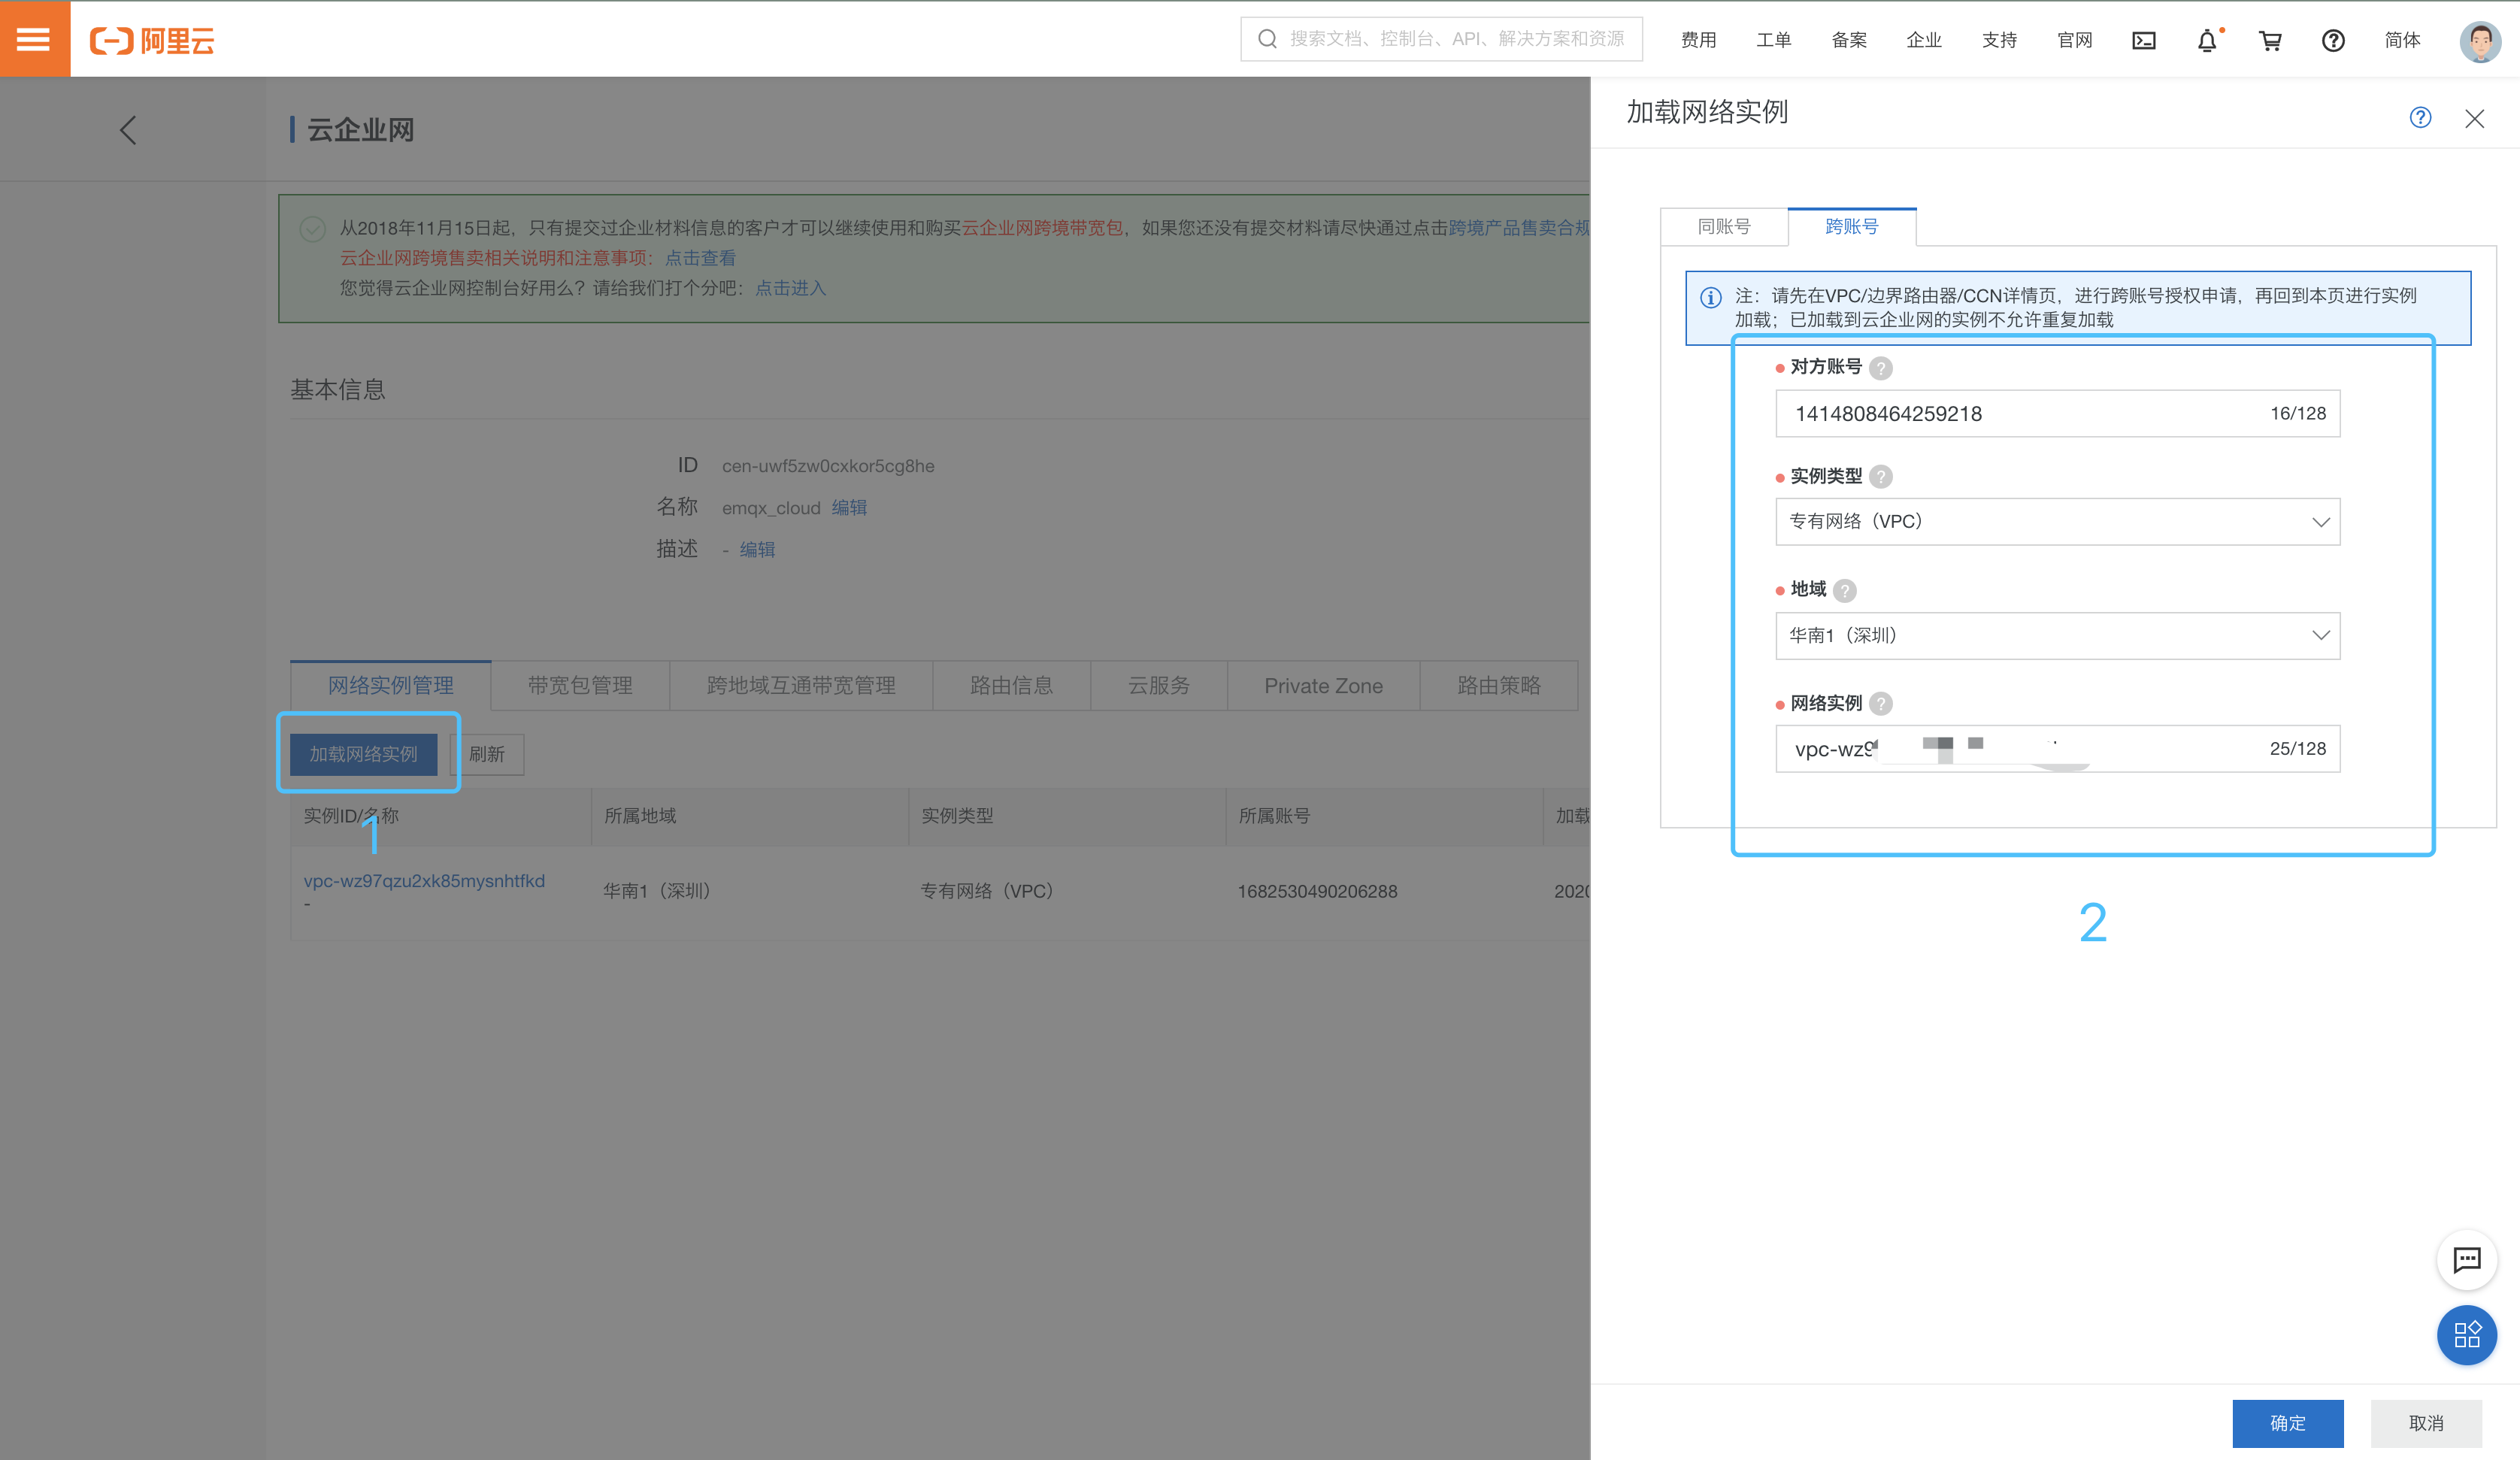 阿里云
搜索文档、控制台、API、解决方案和资源
费用 工单 备案 企业 支持 官网 简体
云企业网
从2018年11月15日起，只有提交过企业材料信息的客户才可以继续使用和购买云企业网跨境带宽包，如果您还没有提交材料请尽快通过点击跨境产品售卖合规
云企业网跨境售卖相关说明和注意事项：点击查看
您觉得云企业网控制台好用么？请给我们打个分吧：点击进入
基本信息
ID cen-uwf5zw0cxkor5cg8he
名称 emqx_cloud 编辑
描述 - 编辑
网络实例管理 带宽包管理 跨地域互通带宽管理 路由信息 云服务 Private Zone 路由策略
加载网络实例 刷新
实例ID/名称 所属地域 实例类型 所属账号 加载
1
vpc-wz97qzu2xk85mysnhtfkd 华南1（深圳） 专有网络（VPC） 1682530490206288 2020
-
加载网络实例
同账号 跨账号
注：请先在VPC/边界路由器/CCN详情页，进行跨账号授权申请，再回到本页进行实例
加载；已加载到云企业网的实例不允许重复加载
对方账号
1414808464259218 16/128
实例类型
专有网络（VPC）
地域
华南1（深圳）
网络实例
vpc-wz9 25/128
2
确定 取消